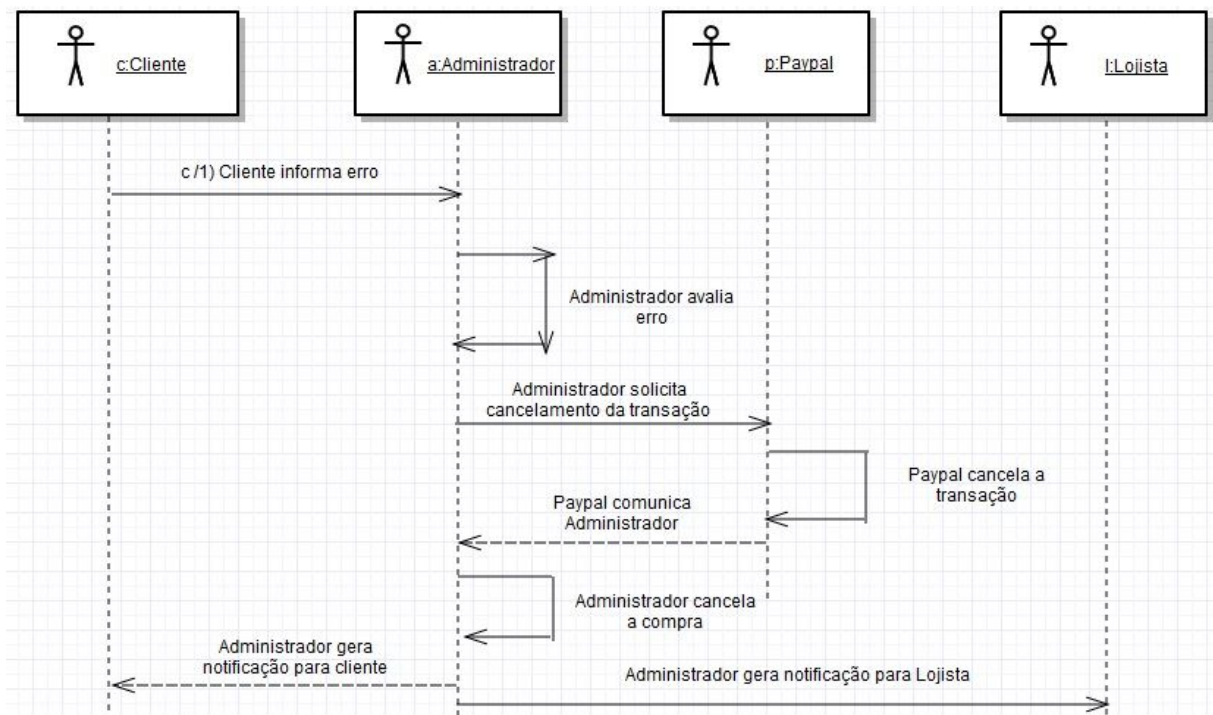 c:Cliente
a:Administrador
p:Paypal
l:Lojista
c /1) Cliente informa erro
Administrador avalia
erro
Administrador solicita
cancelamento da transação
Paypal cancela a
transação
Paypal comunica
Administrador
Administrador cancela
a compra
Administrador gera
notificação para cliente
Administrador gera notificação para Lojista